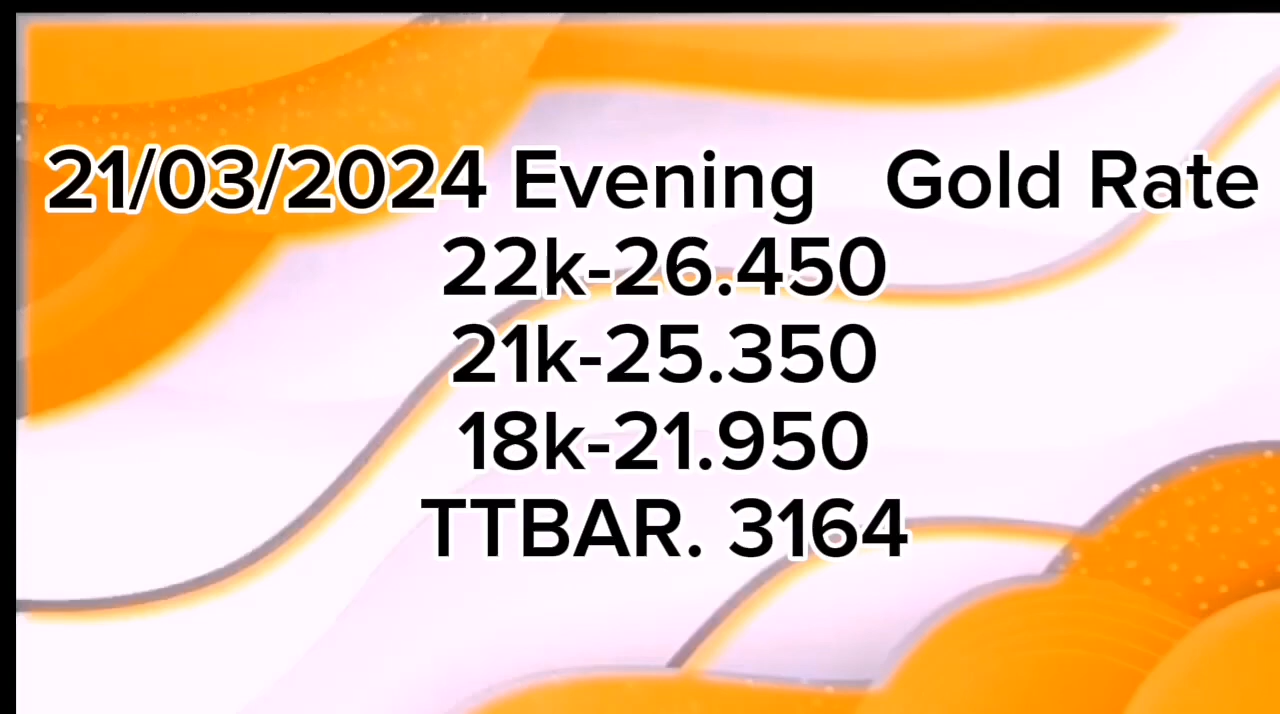 21/03/2024 Evening Gold Rate
22k-26.450
21k-25.350
18k-21.950
TTBAR. 3164